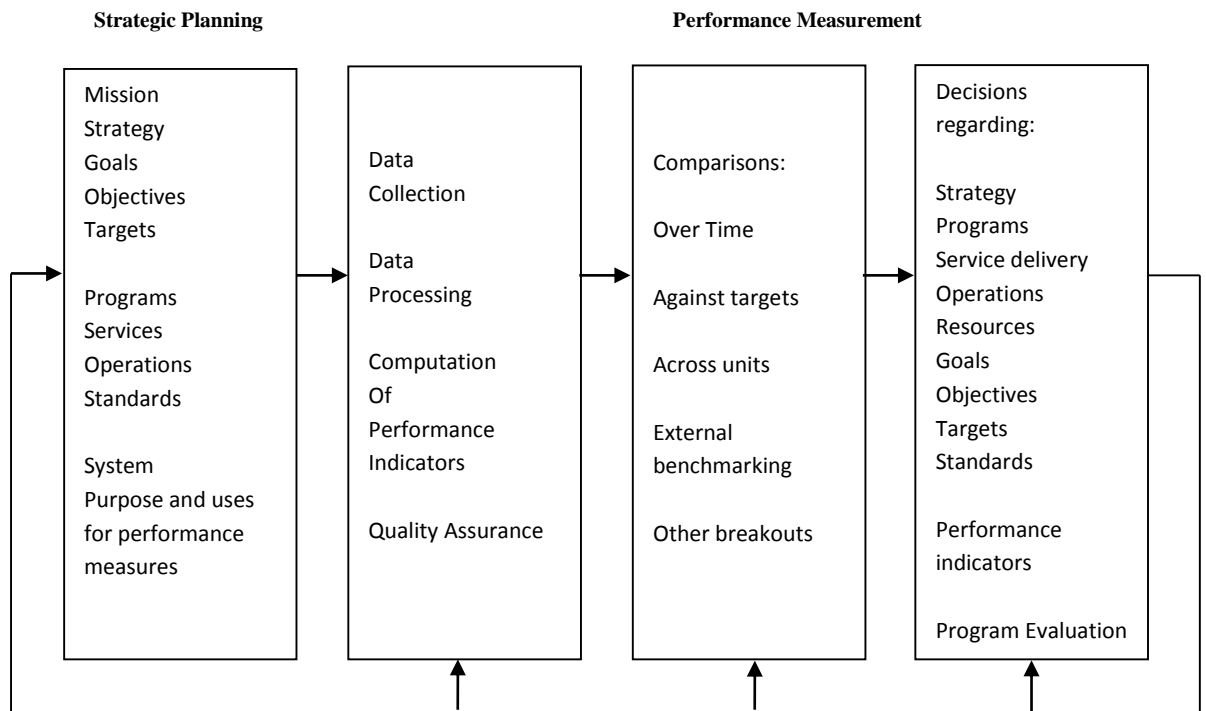 Strategic Planning
Performance Measurement
Mission
Strategy
Goals
Objectives
Targets
Programs
Services
Operations
Standards
System
Purpose and uses
for performance
measures
Data
Collection
Data
Processing
Computation
Of
Performance
Indicators
Quality Assurance
Comparisons:
Over Time
Against targets
Across units
External
benchmarking
Other breakouts
Decisions
regarding:
Strategy
Programs
Service delivery
Operations
Resources
Goals
Objectives
Targets
Standards
Performance
indicators
Program Evaluation